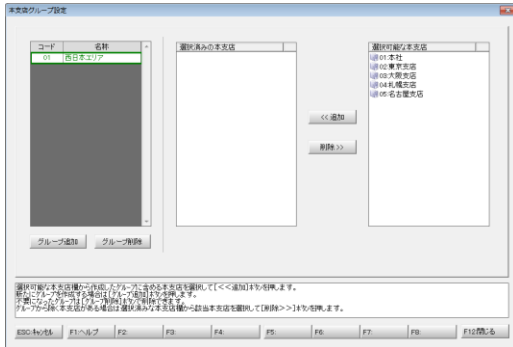 本支店グループ設定
コード 名称
01 西日本エリア
選択済みの本支店
選択可能な本支店
01:本社
02:東京支店
03:大阪支店
04:札幌支店
05:名古屋支店
<< 追加
削除 >>
グループ追加 グループ削除
選択可能な本支店欄から作成したグループに含める本支店を選択して[<<追加]ボタンを押します。
新たにグループを作成する場合は[グループ追加]ボタンを押します。
不要になったグループは[グループ削除]ボタンで削除できます。
グループから除く本支店がある場合は選択済みな本支店欄から該当本支店を選択して[削除>>]ボタンを押します。
ESC:キャンセル F1:ヘルプ F2: F3: F4: F5: F6: F7: F8: F12:閉じる